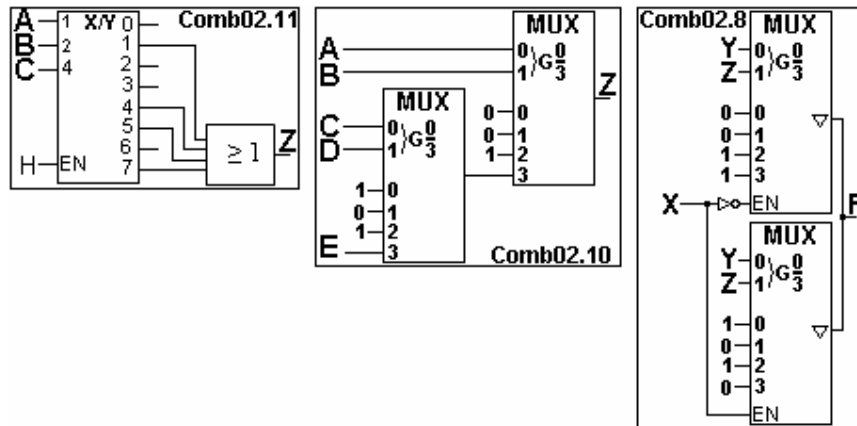 Comb02.11
A 1 X/Y 0
B 2 1
C 4 2
3
4
5
6
7
H EN
≥ 1
Z
MUX
A 0 } G 0/3
B 1
0 0
0 1
1 2
3
Z
MUX
C 0 } G 0/3
D 1
1 0
0 1
1 2
E 3
Comb02.10
Comb02.8
MUX
Y 0 } G 0/3
Z 1
0 0
0 1
1 2
1 3
▽
X EN
F
MUX
Y 0 } G 0/3
Z 1
1 0
0 1
1 2
0 3
▽
EN